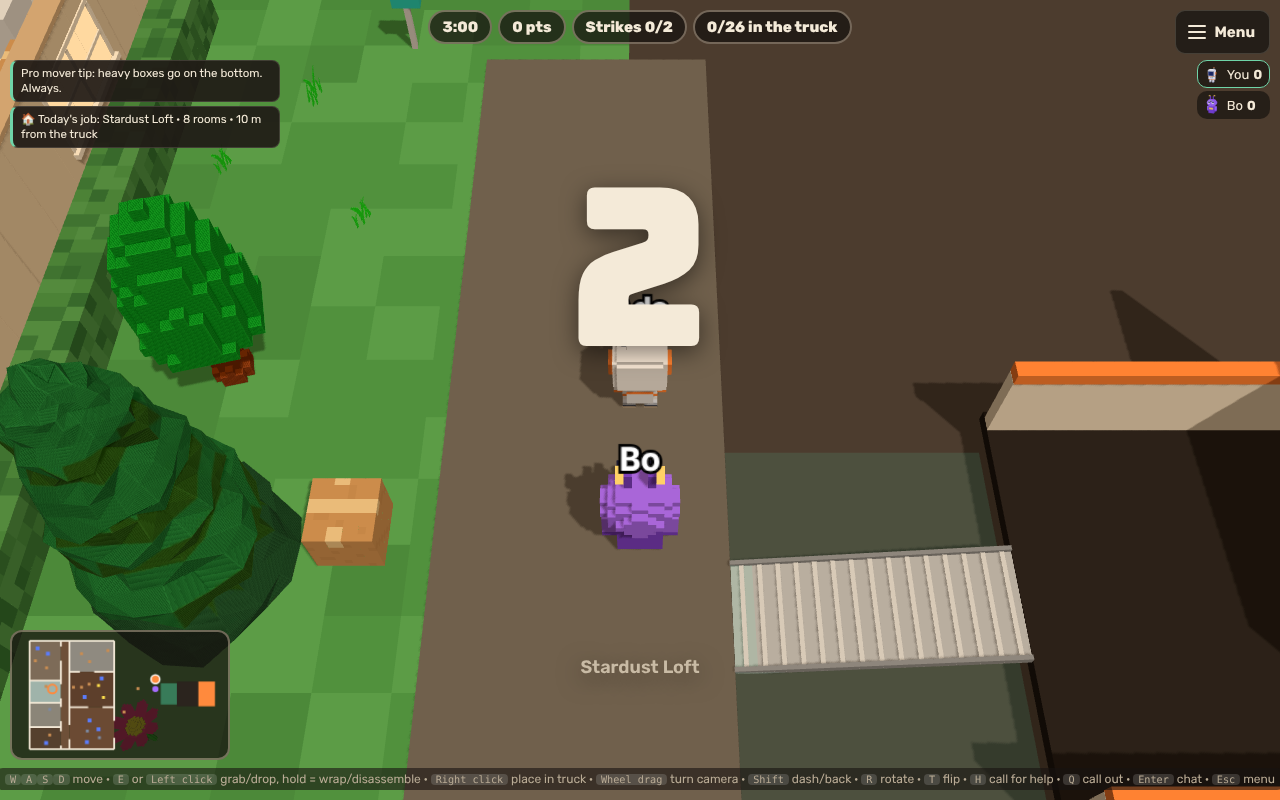 3:00
0 pts
Strikes 0/2
0/26 in the truck
Menu
Pro mover tip: heavy boxes go on the bottom.
Always.
🏠 Today's job: Stardust Loft • 8 rooms • 10 m
from the truck
You 0
Bo 0
2
Bo
Stardust Loft
W A S D move • E or Left click grab/drop, hold = wrap/disassemble • Right click place in truck • Wheel drag turn camera • Shift dash/back • R rotate • T flip • H call for help • Q call out • Enter chat • Esc menu